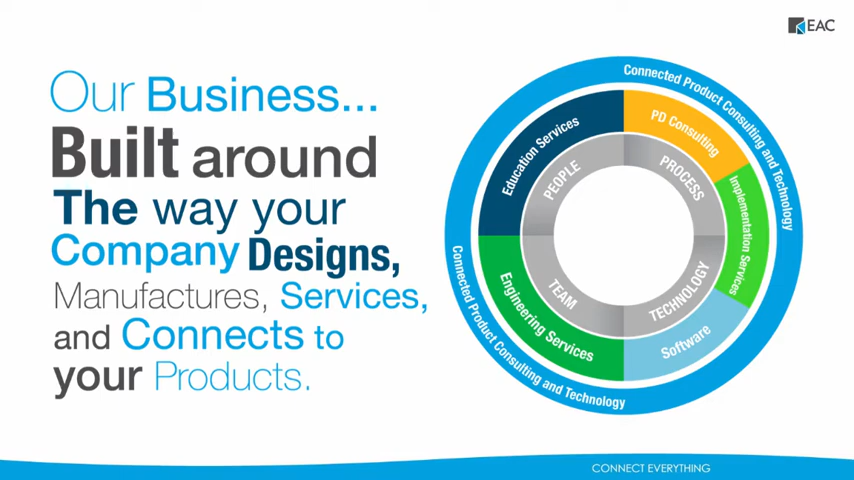 EAC
Our Business...
Built around
The way your
Company Designs,
Manufactures, Services,
and Connects to
your Products.
Connected Product Consulting and Technology
Education Services
PD Consulting
PEOPLE
PROCESS
Implementation Services
TEAM
TECHNOLOGY
Engineering Services
Software
Connected Product Consulting and Technology
CONNECT EVERYTHING